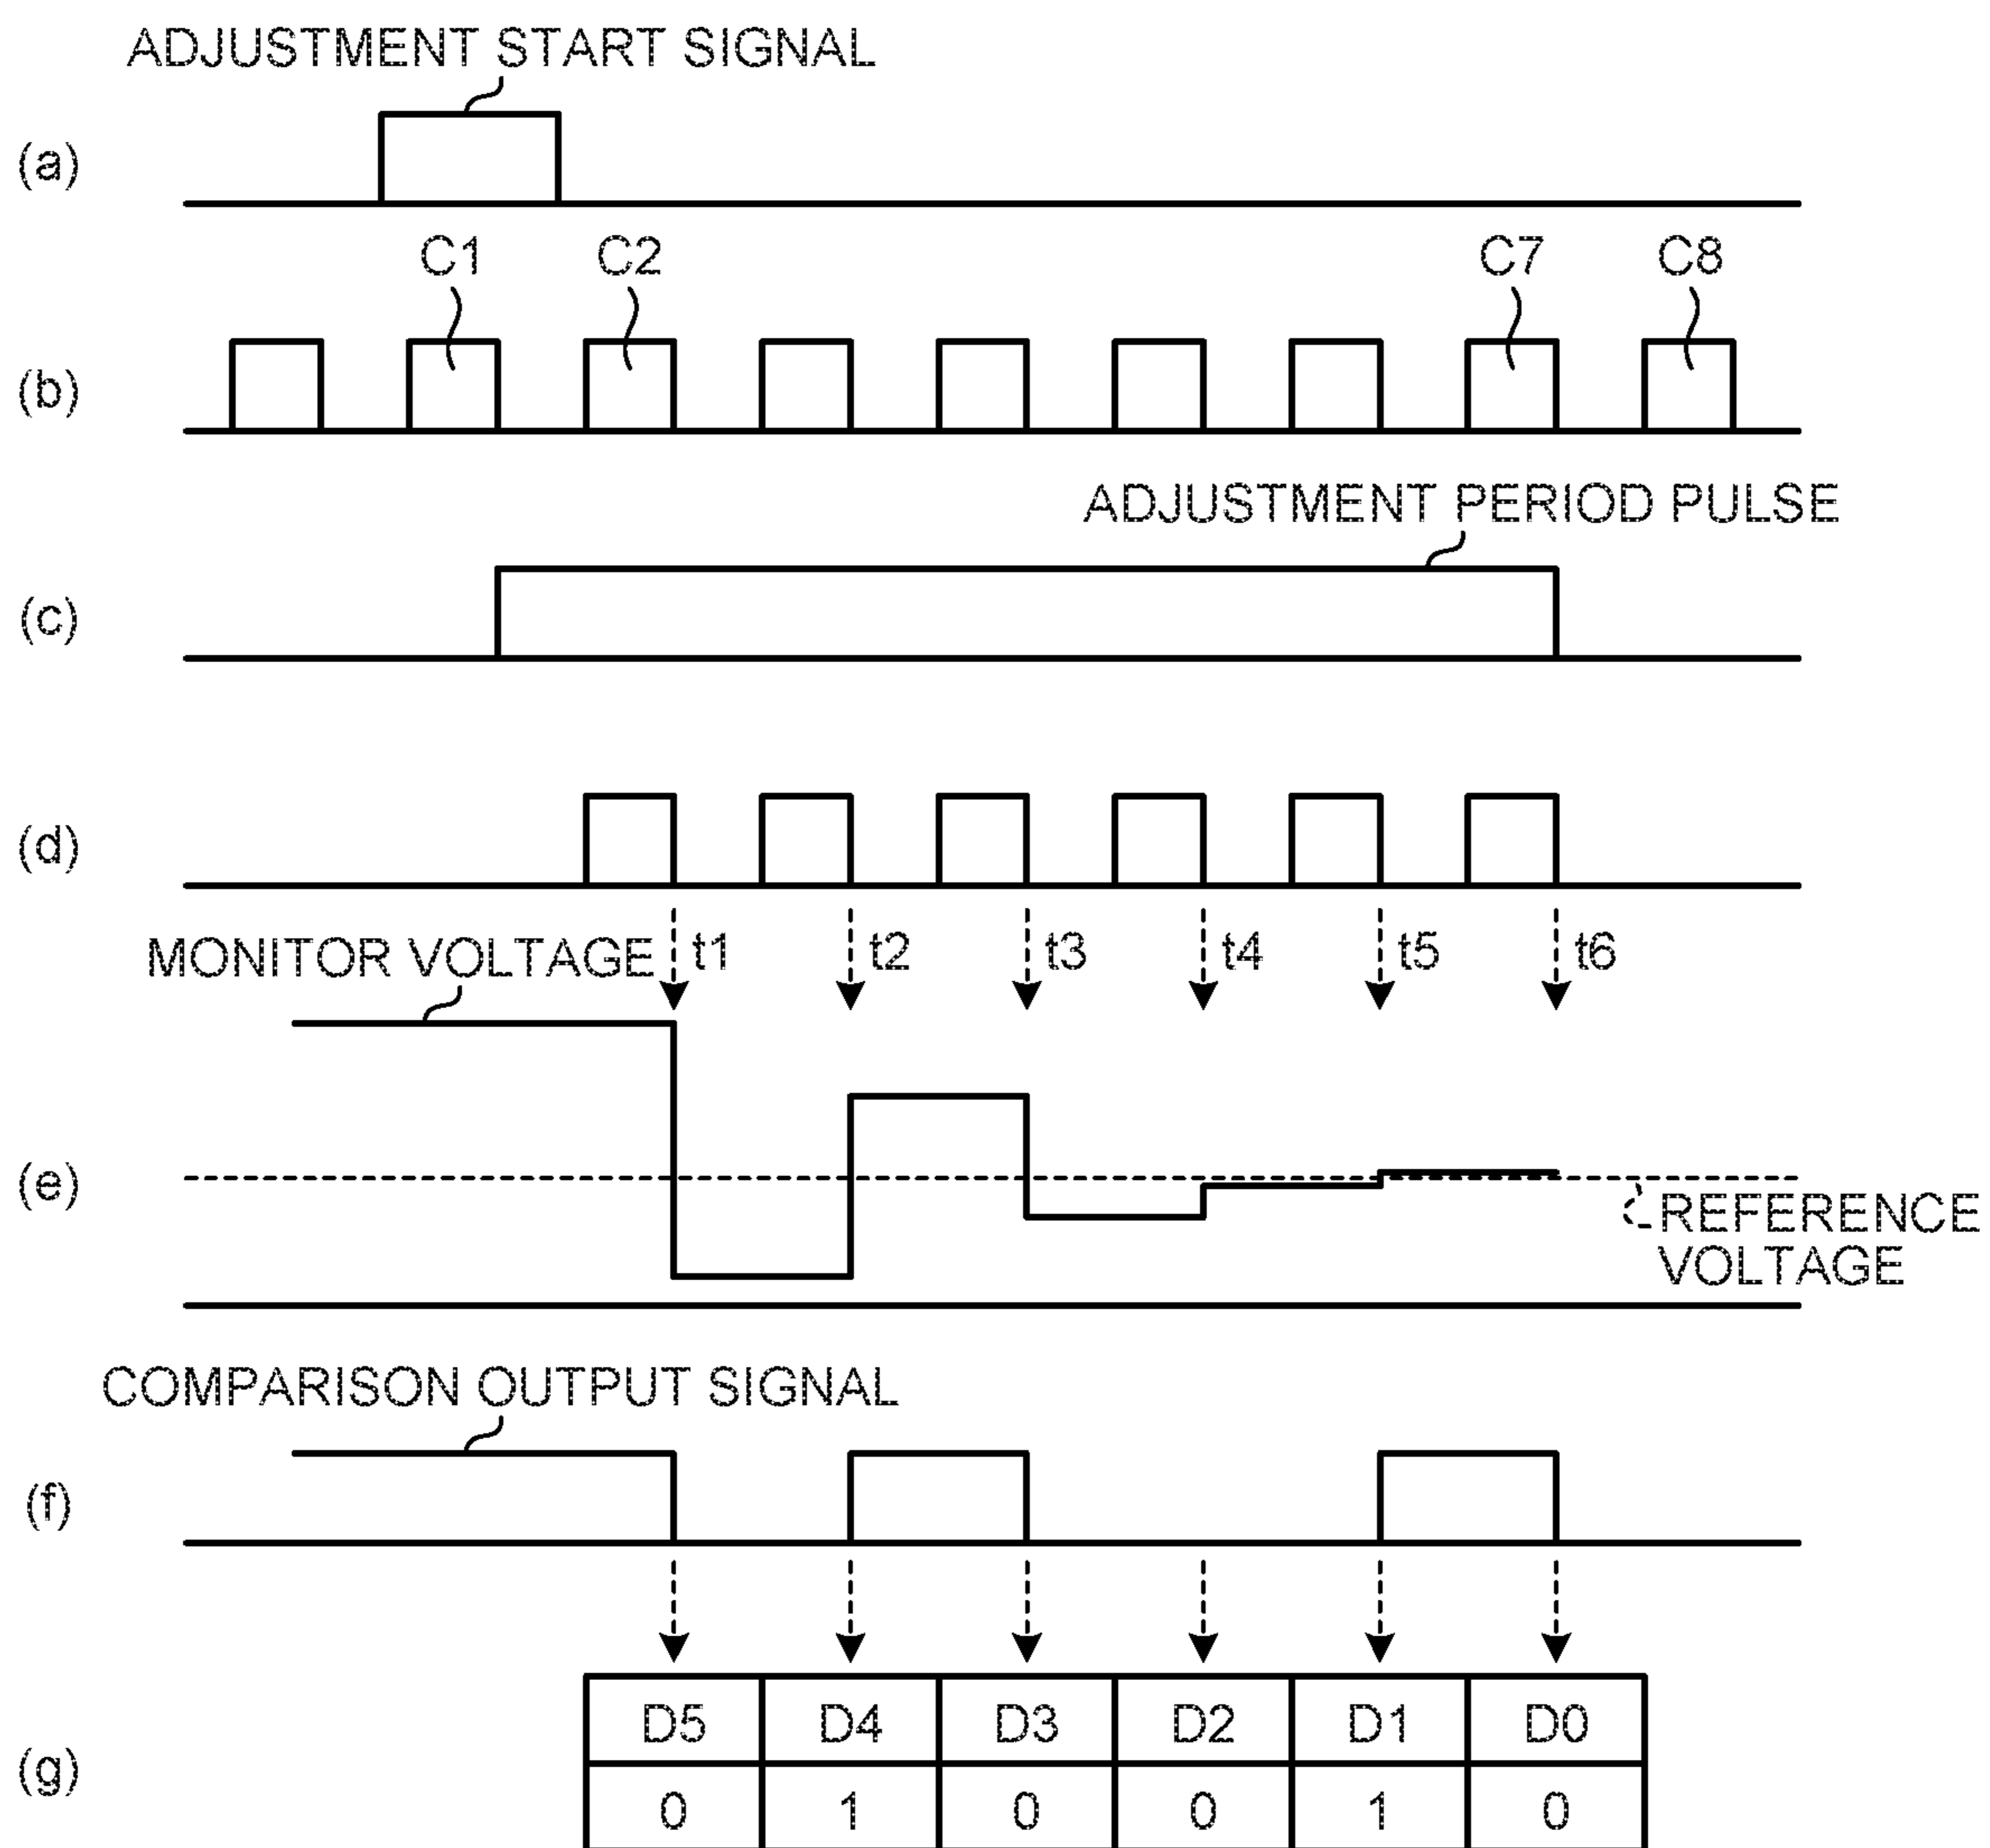 ADJUSTMENT START SIGNAL
(a)
C1 C2 C7 C8
(b)
ADJUSTMENT PERIOD PULSE
(c)
(d)
MONITOR VOLTAGE t1 t2 t3 t4 t5 t6
(e)
REFERENCE
VOLTAGE
COMPARISON OUTPUT SIGNAL
(f)
D5 D4 D3 D2 D1 D0
(g)
0 1 0 0 1 0